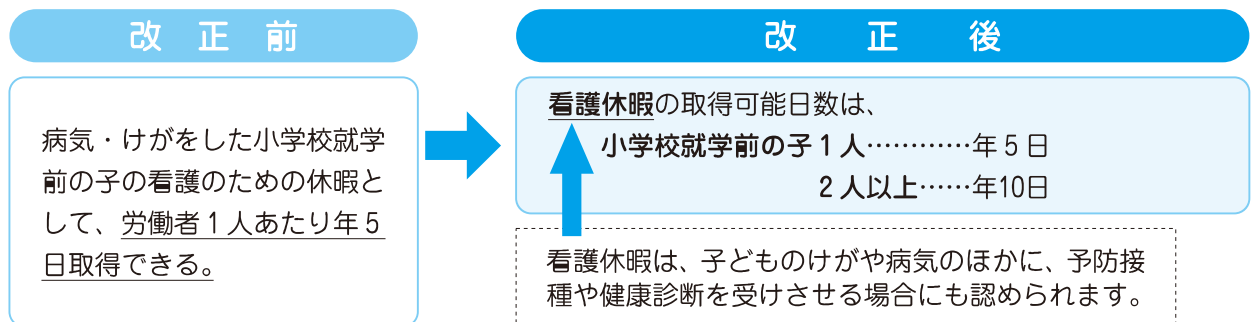 改正前
病気・けがをした小学校就学
前の子の看護のための休暇と
して、労働者1人あたり年5
日取得できる。
改正後
看護休暇の取得可能日数は、
小学校就学前の子1人…………年5日
2人以上……年10日
看護休暇は、子どものけがや病気のほかに、予防接
種や健康診断を受けさせる場合にも認められます。